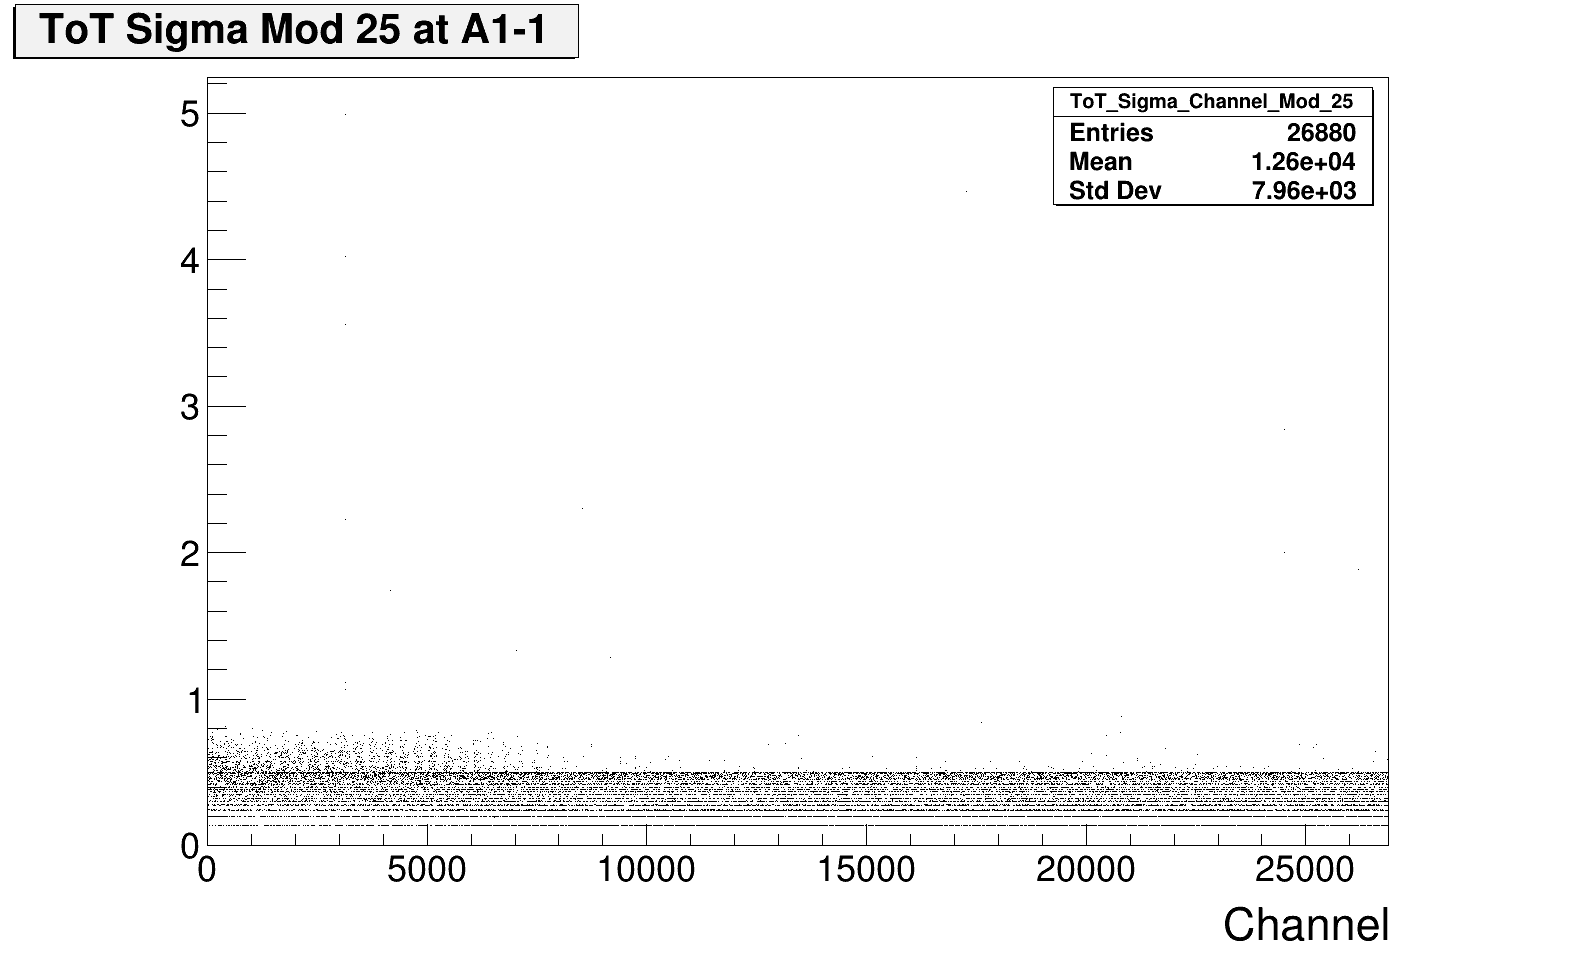 ToT Sigma Mod 25 at A1-1
ToT_Sigma_Channel_Mod_25
Entries 26880
Mean 1.26e+04
Std Dev 7.96e+03
5
4
3
2
1
0
0 5000 10000 15000 20000 25000
Channel